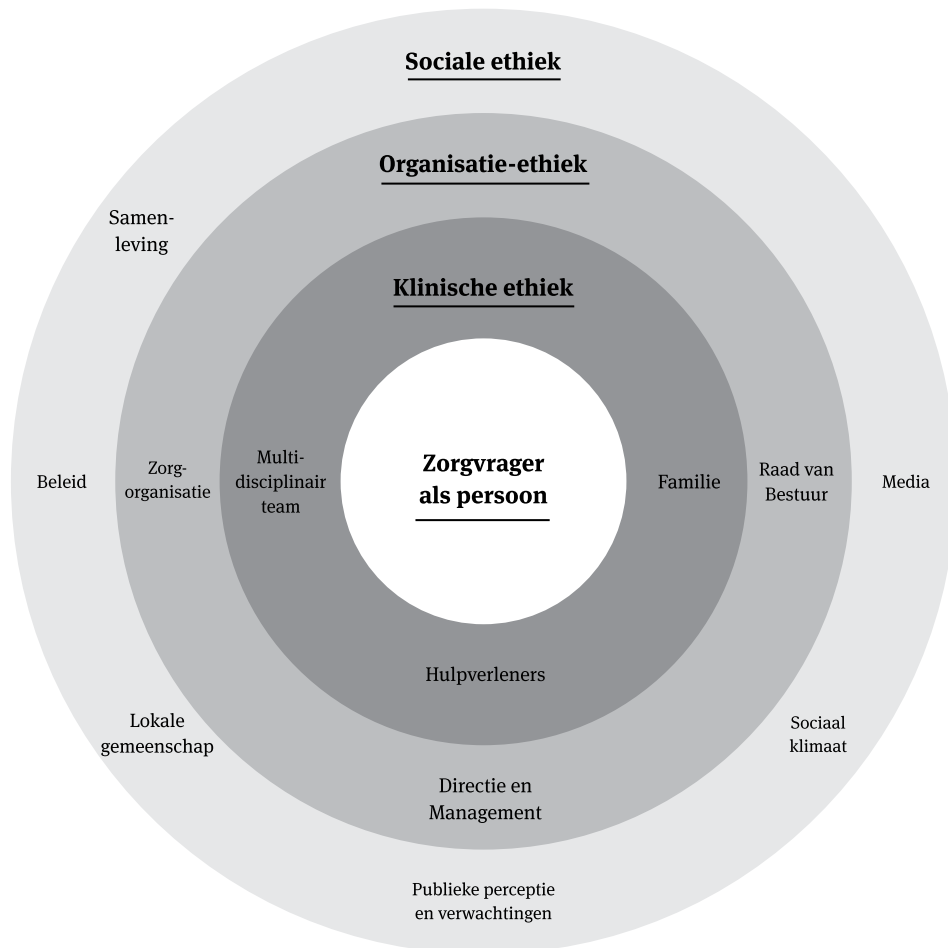 Sociale ethiek
Organisatie-ethiek
Samen-
leving
Klinische ethiek
Beleid
Zorg-
organisatie
Multi-
disciplinair
team
Zorgvrager
als persoon
Familie
Raad van
Bestuur
Media
Hulpverleners
Lokale
gemeenschap
Sociaal
klimaat
Directie en
Management
Publieke perceptie
en verwachtingen